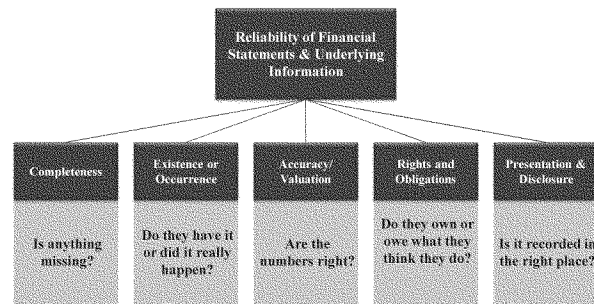 Reliability of Financial
Statements & Underlying
Information
Completeness
Existence or
Occurrence
Accuracy/
Valuation
Rights and
Obligations
Presentation &
Disclosure
Is anything
missing?
Do they have it
or did it really
happen?
Are the
numbers right?
Do they own or
owe what they
think they do?
Is it recorded in
the right place?